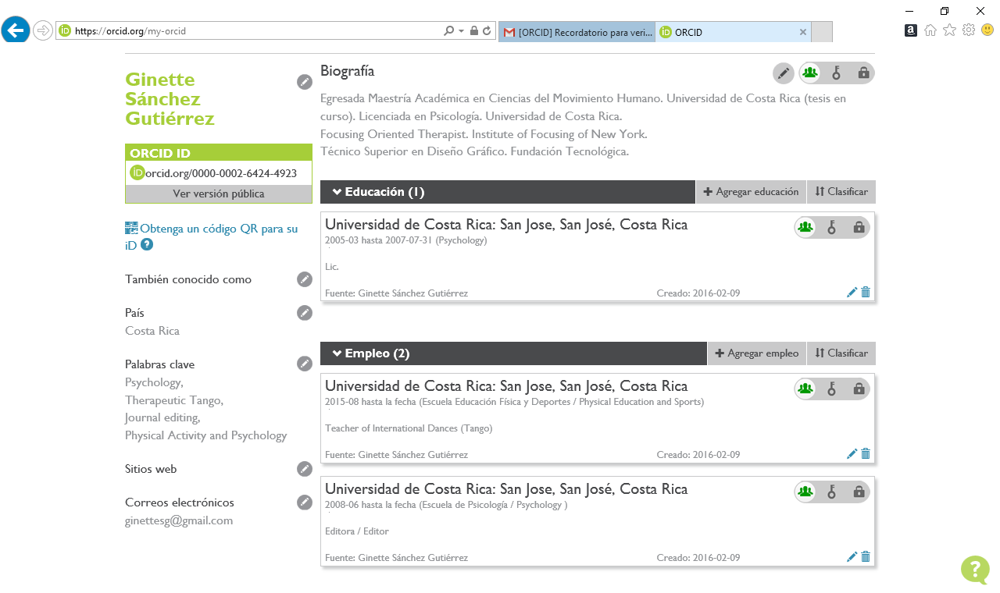 https://orcid.org/my-orcid
[ORCID] Recordatorio para veri...
ORCID
Ginette
Sánchez
Gutiérrez
ORCID ID
orcid.org/0000-0002-6424-4923
Ver versión pública
Obtenga un código QR para su
iD
También conocido como
País
Costa Rica
Palabras clave
Psychology,
Therapeutic Tango,
Journal editing,
Physical Activity and Psychology
Sitios web
Correos electrónicos
ginettesg@gmail.com
Biografía
Egresada Maestría Académica en Ciencias del Movimiento Humano. Universidad de Costa Rica (tesis en
curso). Licenciada en Psicología. Universidad de Costa Rica.
Focusing Oriented Therapist. Institute of Focusing of New York.
Técnico Superior en Diseño Gráfico. Fundación Tecnológica.
Educación (1)
Agregar educación
Clasificar
Universidad de Costa Rica: San Jose, San José, Costa Rica
2005-03 hasta 2007-07-31 (Psychology)
Lic.
Fuente: Ginette Sánchez Gutiérrez
Creado: 2016-02-09
Empleo (2)
Agregar empleo
Clasificar
Universidad de Costa Rica: San Jose, San José, Costa Rica
2015-08 hasta la fecha (Escuela Educación Física y Deportes / Physical Education and Sports)
Teacher of International Dances (Tango)
Fuente: Ginette Sánchez Gutiérrez
Creado: 2016-02-09
Universidad de Costa Rica: San Jose, San José, Costa Rica
2008-06 hasta la fecha (Escuela de Psicología / Psychology )
Editora / Editor
Fuente: Ginette Sánchez Gutiérrez
Creado: 2016-02-09